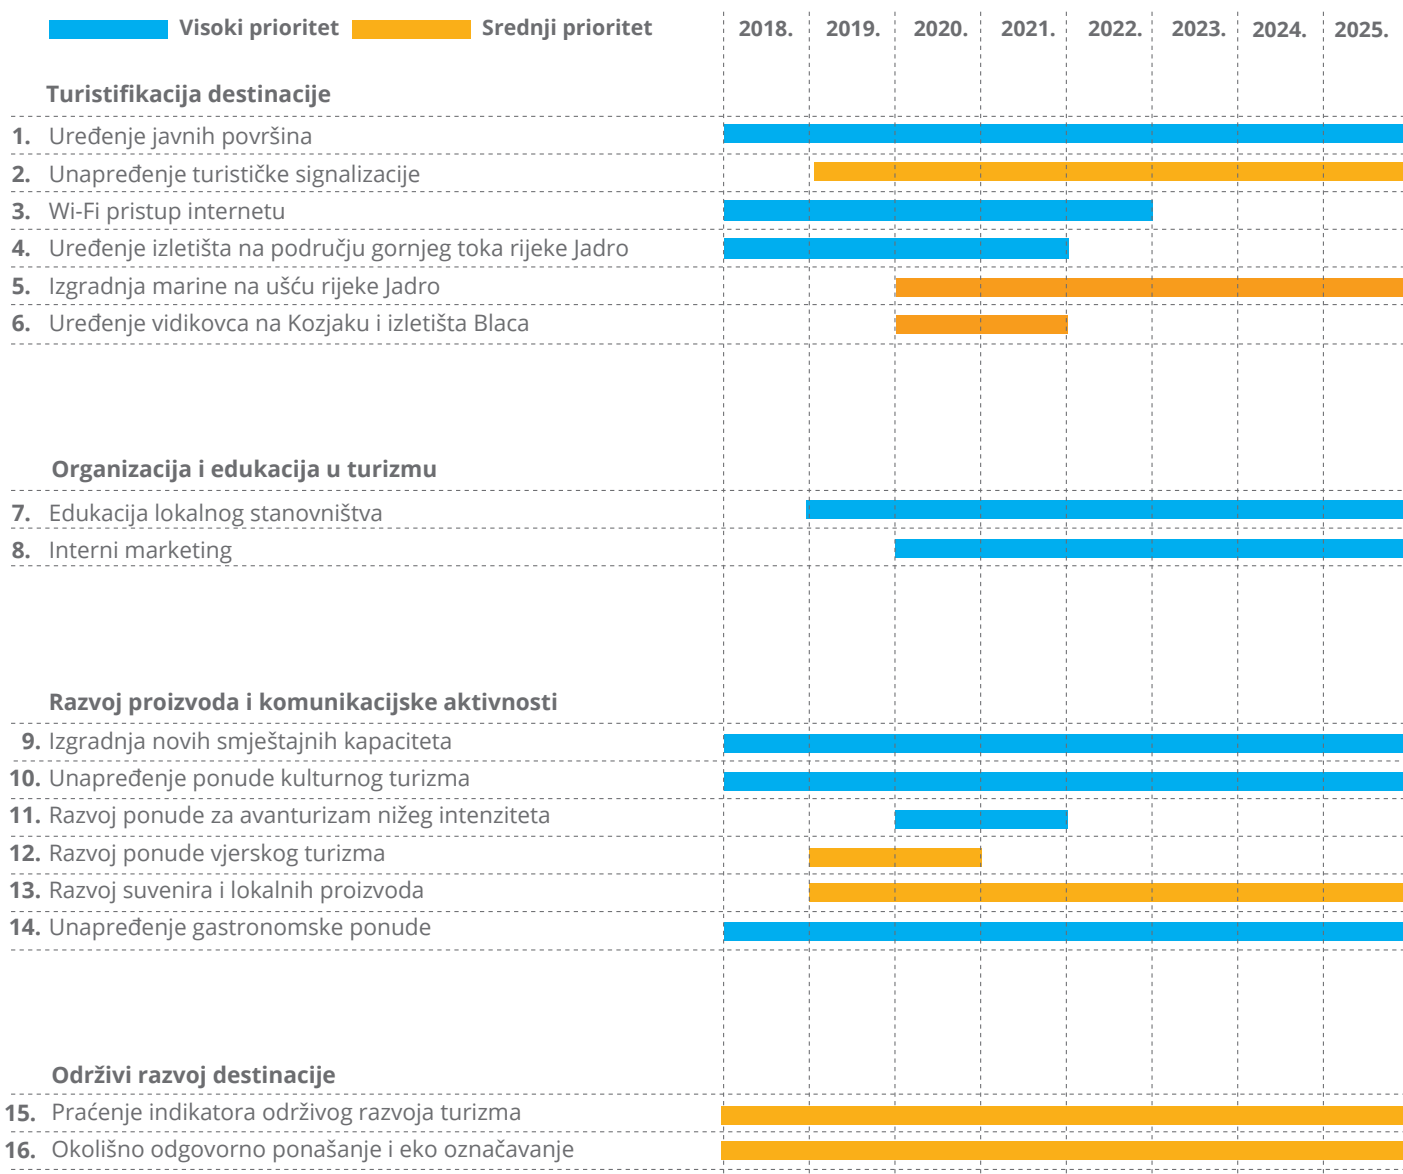 Visoki prioritet Srednji prioritet 2018. 2019. 2020. 2021. 2022. 2023. 2024. 2025.
Turistifikacija destinacije
1. Uređenje javnih površina
2. Unapređenje turističke signalizacije
3. Wi-Fi pristup internetu
4. Uređenje izletišta na području gornjeg toka rijeke Jadro
5. Izgradnja marine na ušću rijeke Jadro
6. Uređenje vidikovca na Kozjaku i izletišta Blaca
Organizacija i edukacija u turizmu
7. Edukacija lokalnog stanovništva
8. Interni marketing
Razvoj proizvoda i komunikacijske aktivnosti
9. Izgradnja novih smještajnih kapaciteta
10. Unapređenje ponude kulturnog turizma
11. Razvoj ponude za avanturizam nižeg intenziteta
12. Razvoj ponude vjerskog turizma
13. Razvoj suvenira i lokalnih proizvoda
14. Unapređenje gastronomske ponude
Održivi razvoj destinacije
15. Praćenje indikatora održivog razvoja turizma
16. Okolišno odgovorno ponašanje i eko označavanje